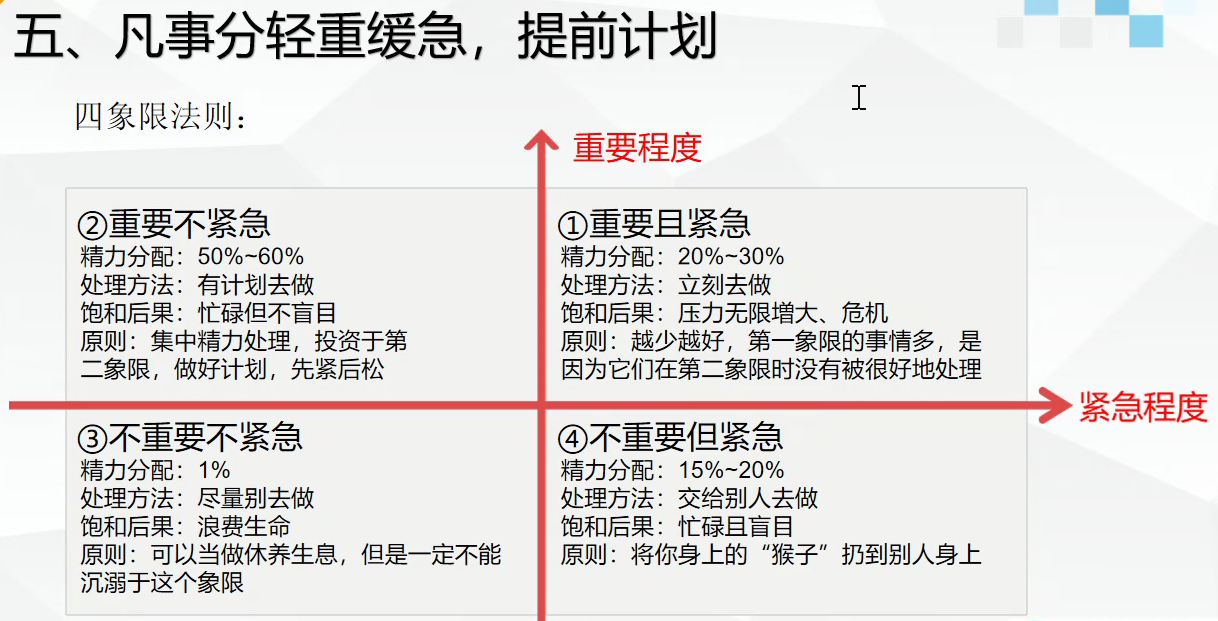 五、凡事分轻重缓急，提前计划
四象限法则：
重要程度
②重要不紧急
精力分配：50%~60%
处理方法：有计划去做
饱和后果：忙碌但不盲目
原则：集中精力处理，投资于第
二象限，做好计划，先紧后松
①重要且紧急
精力分配：20%~30%
处理方法：立刻去做
饱和后果：压力无限增大、危机
原则：越少越好，第一象限的事情多，是
因为它们在第二象限时没有被很好地处理
紧急程度
③不重要不紧急
精力分配：1%
处理方法：尽量别去做
饱和后果：浪费生命
原则：可以当做休养生息，但是一定不能
沉溺于这个象限
④不重要但紧急
精力分配：15%~20%
处理方法：交给别人去做
饱和后果：忙碌且盲目
原则：将你身上的“猴子”扔到别人身上